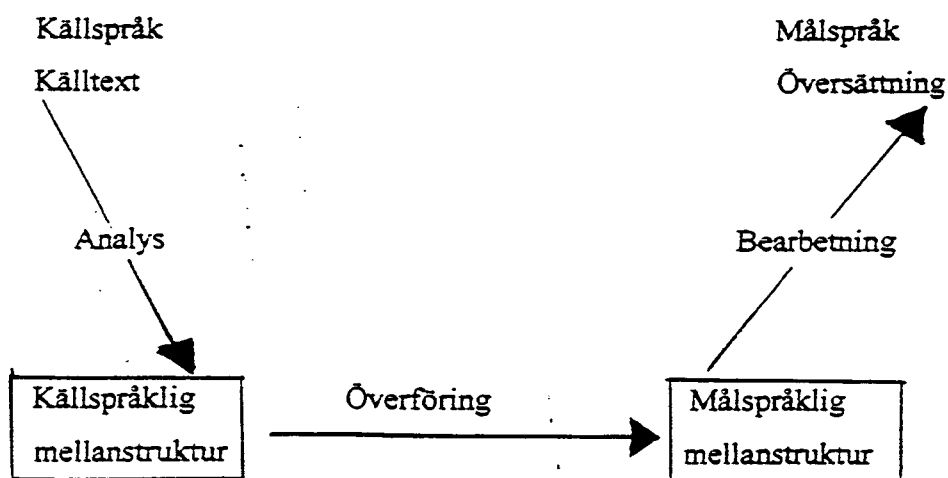 Källspråk
Källtext
Målspråk
Översättning
Analys
Bearbetning
Källspråklig
mellanstruktur
Överföring
Målspråklig
mellanstruktur